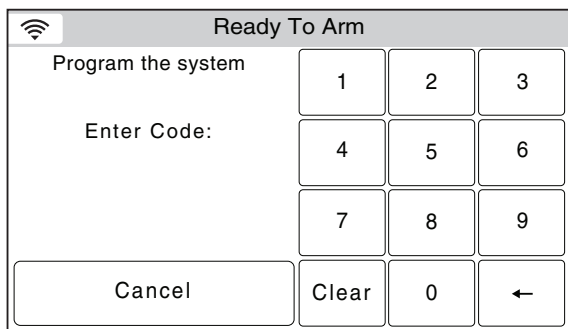 Ready To Arm
Program the system
Enter Code:
1 2 3
4 5 6
7 8 9
Cancel
Clear 0 ←